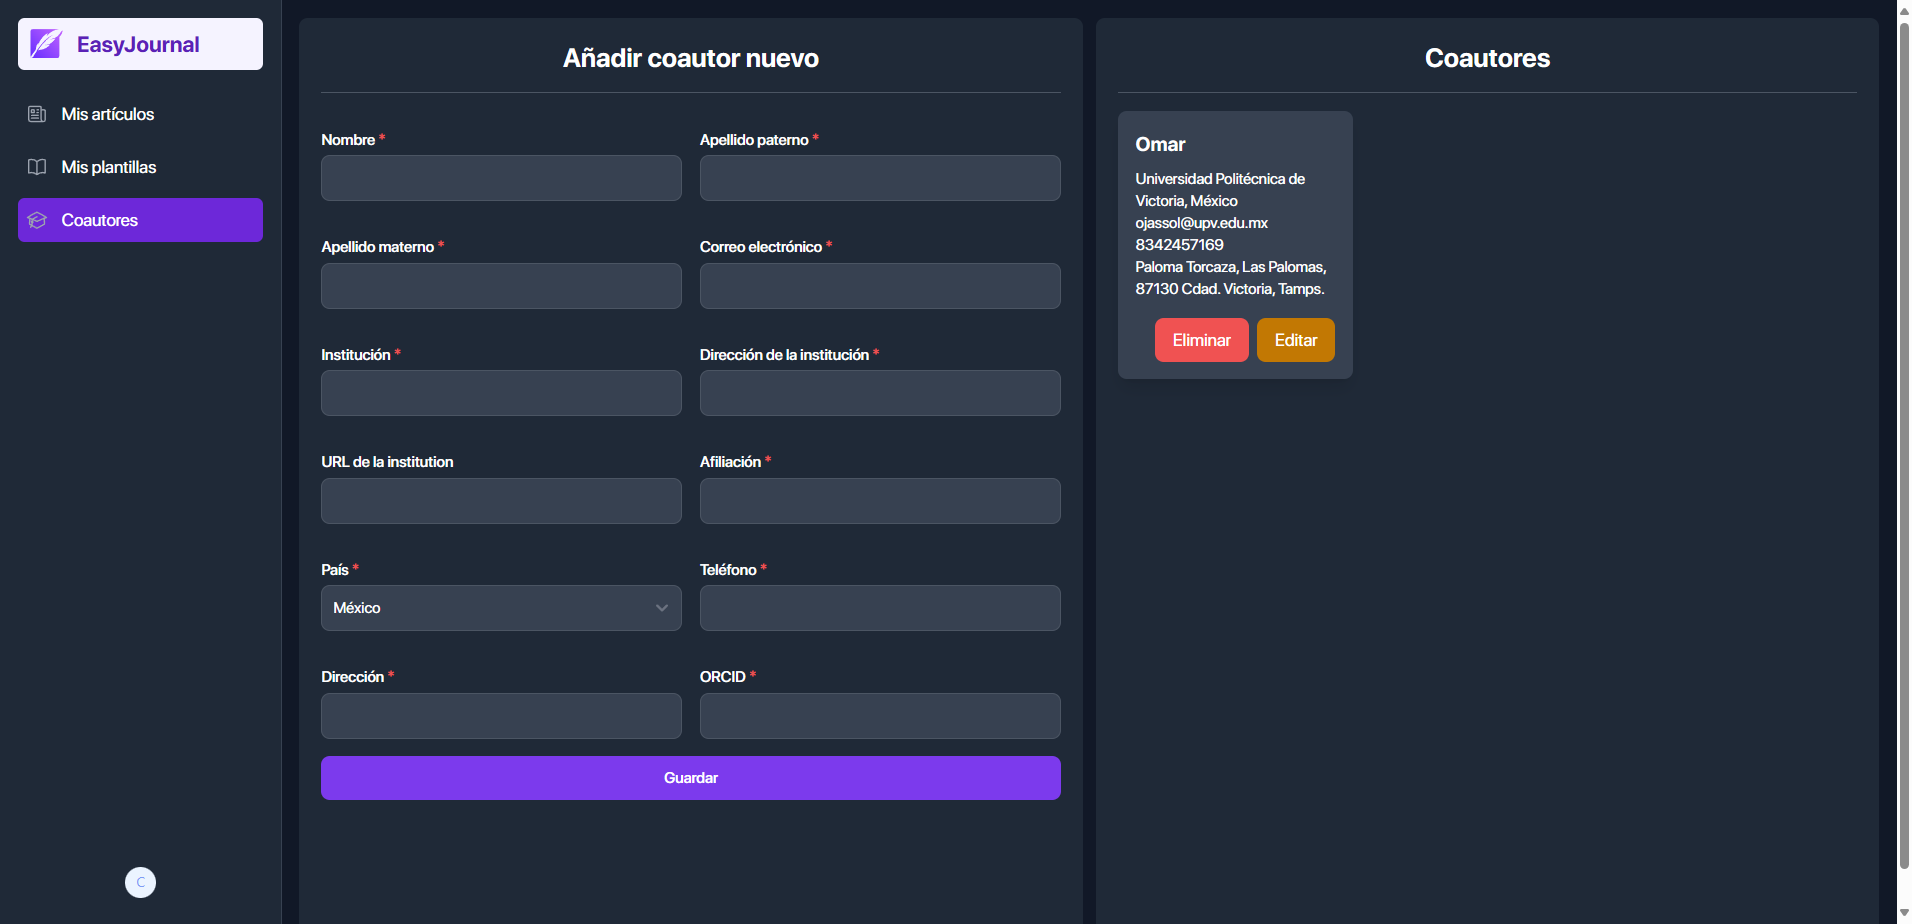 EasyJournal
Mis artículos
Mis plantillas
Coautores
C
Añadir coautor nuevo
Nombre *
Apellido paterno *
Apellido materno *
Correo electrónico *
Institución *
Dirección de la institución *
URL de la institution
Afiliación *
País *
México
Teléfono *
Dirección *
ORCID *
Guardar
Coautores
Omar
Universidad Politécnica de
Victoria, México
ojassol@upv.edu.mx
8342457169
Paloma Torcaza, Las Palomas,
87130 Cdad. Victoria, Tamps.
Eliminar
Editar